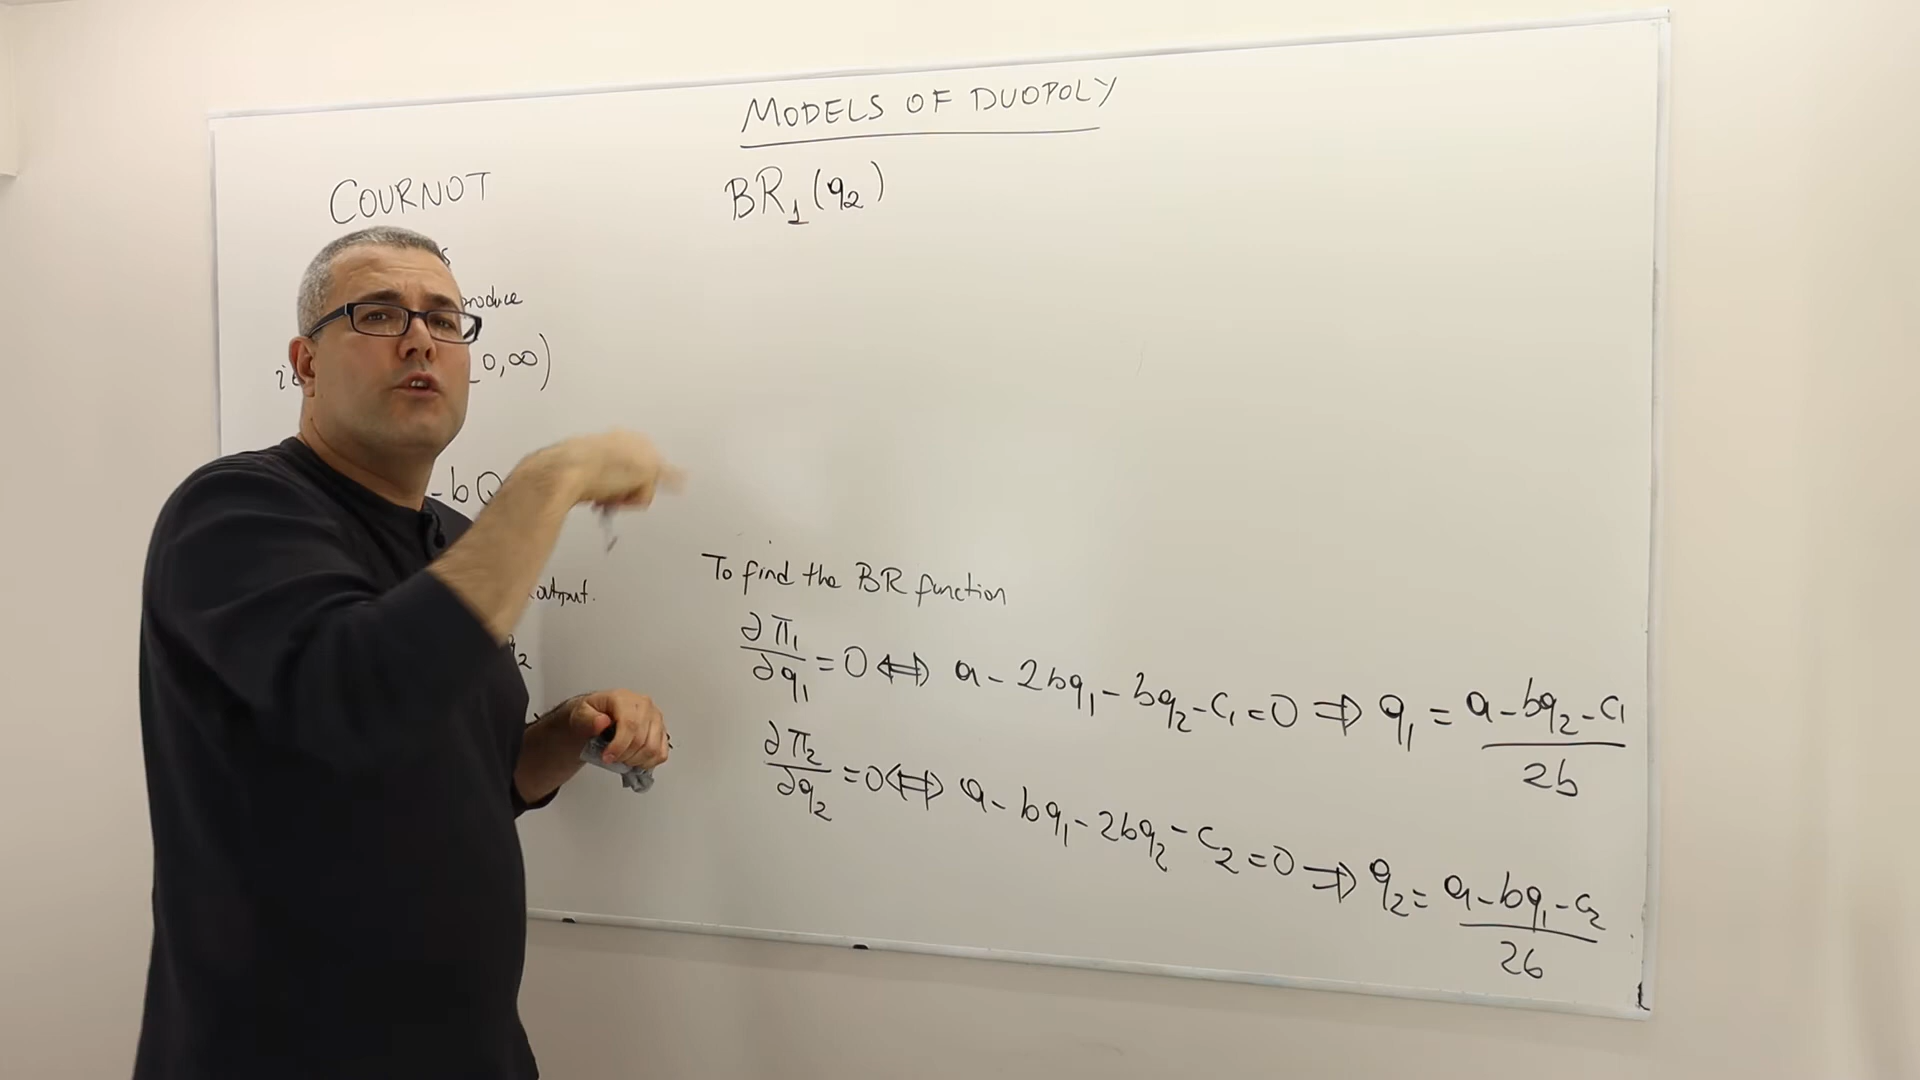 MODELS OF DUOPOLY
COURNOT
produce
0,∞)
-bQ
output.
BR₁(q₂)
To find the BR function
∂π₁/∂q₁ = 0 ⇔ a - 2bq₁ - bq₂ - c₁ = 0 ⇒ q₁ = (a - bq₂ - c₁)/2b
∂π₂/∂q₂ = 0 ⇔ a - bq₁ - 2bq₂ - c₂ = 0 ⇒ q₂ = (a - bq₁ - c₂)/2b